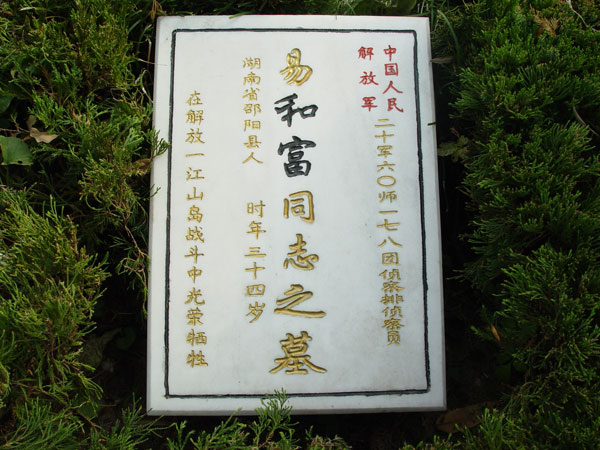 中国人民
解放军
二十军六〇师一七八团侦察排侦察员
易和富同志之墓
湖南省邵阳县人 时年三十四岁
在解放一江山岛战斗中光荣牺牲